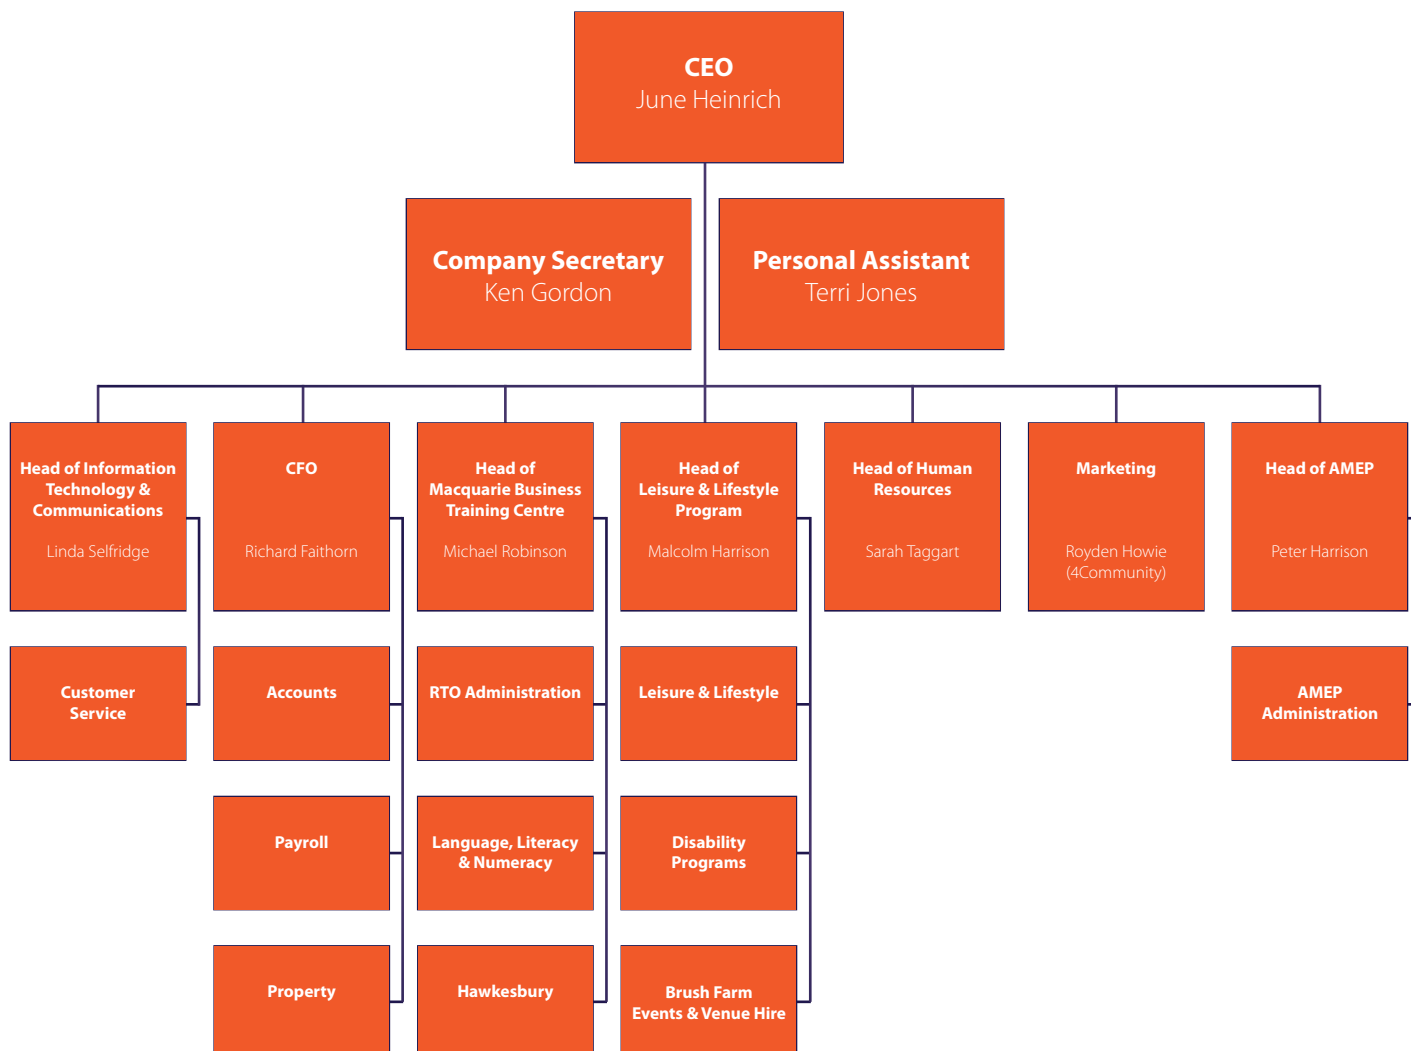 CEO
June Heinrich
Company Secretary
Ken Gordon
Personal Assistant
Terri Jones
Head of Information
Technology &
Communications
Linda Selfridge
CFO
Richard Faithorn
Head of
Macquarie Business
Training Centre
Michael Robinson
Head of
Leisure & Lifestyle
Program
Malcolm Harrison
Head of Human
Resources
Sarah Taggart
Marketing
Royden Howie
(4Community)
Head of AMEP
Peter Harrison
Customer
Service
Accounts
RTO Administration
Leisure & Lifestyle
AMEP
Administration
Payroll
Language, Literacy
& Numeracy
Disability
Programs
Property
Hawkesbury
Brush Farm
Events & Venue Hire